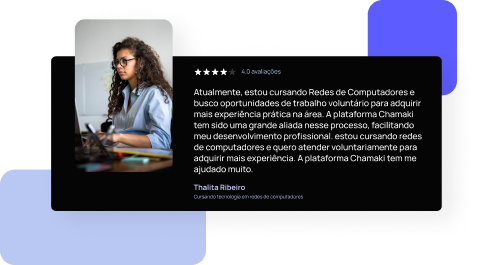 4.0 avaliações
Atualmente, estou cursando Redes de Computadores e
busco oportunidades de trabalho voluntário para adquirir
mais experiência prática na área. A plataforma Chamaki
tem sido uma grande aliada nesse processo, facilitando
meu desenvolvimento profissional. estou cursando redes
de computadores e quero atender voluntariamente para
adquirir mais experiência. A plataforma Chamaki tem me
ajudado muito.
Thalita Ribeiro
Cursando tecnologia em redes de computadores